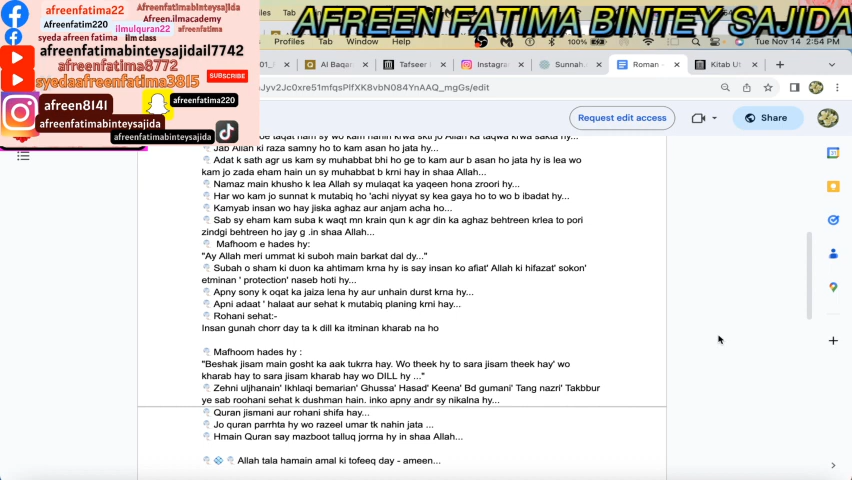 AFREEN FATIMA BINTEY SAJIDA
afreenfatima22
Afreenfatimabinteysajida
Afreen.ilmacademy
afreenfatim220
ilmulquran22
afreenfatima
syeda afreen fatima
ilm class
afreenfatimabinteysajidail7742
afreenfatima8772
syedaafreenfatima3815
SUBSCRIBE
afreen8141
afreenfatima220
afreenfatimabinteysajida
afreenfatimabinteysajida
Profiles Tab Window Help
100%
Tue Nov 14 2:54 PM
Al Baqar
Tafseer I
Instagra
Sunnah.
Roman -
Kitab Ut
Jyv2Jc0xre51mfqsPlfXK8vbN084YnAAQ_mgGs/edit
Request edit access
Share
Jab Allah ki raza samny ho to kam asan ho jata hy...
Adat k sath agr us kam sy muhabbat bhi ho ge to kam aur b asan ho jata hy is lea wo
kam jo zada eham hain un sy muhabbat b krni hay in shaa Allah...
Namaz main khusho k lea Allah sy mulaqat ka yaqeen hona zroori hy...
Har wo kam jo sunnat k mutabiq ho 'achi niyyat sy kea gaya ho to wo b ibadat hy...
Kamyab insan wo hay jiska aghaz aur anjam acha ho...
Sab sy eham kam suba k waqt mn krain qun k agr din ka aghaz behtreen krlea to pori
zindgi behtreen ho jay g .in shaa Allah...
Mafhoom e hades hy:
"Ay Allah meri ummat ki suboh main barkat dal dy..."
Subah o sham ki duon ka ahtimam krna hy is say insan ko afiat' Allah ki hifazat' sokon'
etminan ' protection' naseb hoti hy...
Apny sony k oqat ka jaiza lena hy aur unhain durst krna hy...
Apni adaat ' halaat aur sehat k mutabiq planing krni hay...
Rohani sehat:-
Insan gunah chorr day ta k dill ka itminan kharab na ho
Mafhoom hades hy :
"Beshak jisam main gosht ka aak tukrra hay. Wo theek hy to sara jisam theek hay' wo
kharab hay to sara jisam kharab hay wo DILL hy ..."
Zehni uljhanain' Ikhlaqi bemarian' Ghussa' Hasad' Keena' Bd gumani' Tang nazri' Takbbur
ye sab roohani sehat k dushman hain. inko apny andr sy nikalna hy...
Quran jismani aur rohani shifa hay...
Jo quran parrhta hy wo razeel umar tk nahin jata ...
Hmain Quran say mazboot talluq jorrna hy in shaa Allah...
Allah tala hamain amal ki tofeeq day - ameen...